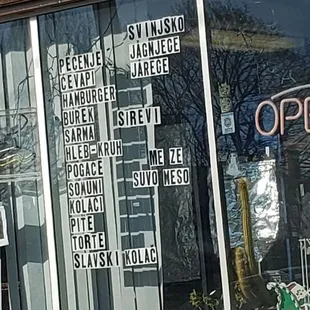 SVINJSKO
JAGNJEĆE
JAREĆE
PEČENJE
ĆEVAPI
HAMBURGER
BUREK
SARMA
HLEB-KRUH
POGAČE
SOMUNI
KOLAČI
PITE
TORTE
SLAVSKI KOLAČ
SIREVI
MEZE
SUVO MESO
OPE